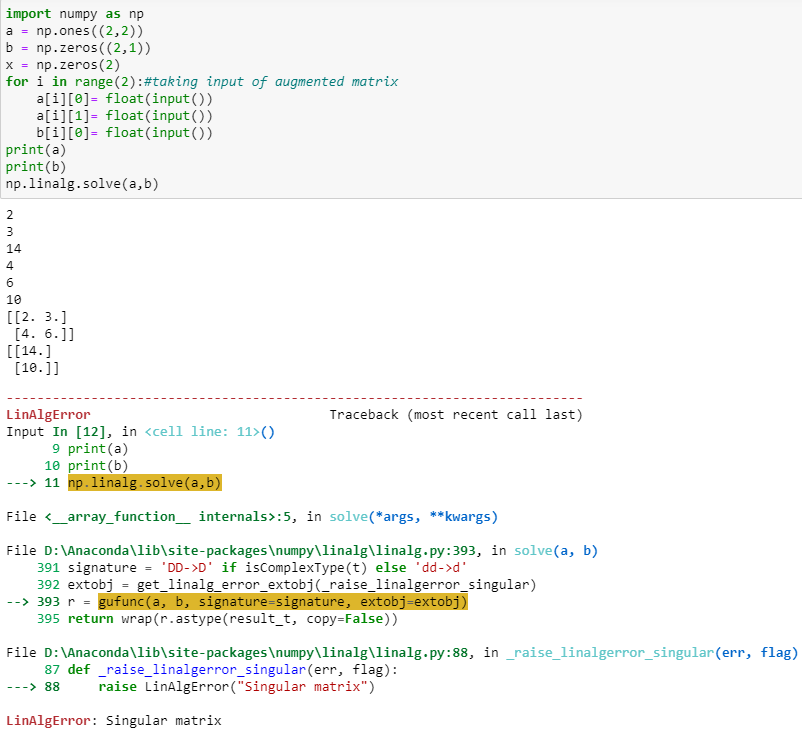 import numpy as np
a = np.ones((2,2))
b = np.zeros((2,1))
x = np.zeros(2)
for i in range(2):#taking input of augmented matrix
    a[i][0]= float(input())
    a[i][1]= float(input())
    b[i][0]= float(input())
print(a)
print(b)
np.linalg.solve(a,b)
2
3
14
4
6
10
[[2. 3.]
 [4. 6.]]
[[14.]
 [10.]]
---------------------------------------------------------------------------
LinAlgError                               Traceback (most recent call last)
Input In [12], in <cell line: 11>()
      9 print(a)
     10 print(b)
---> 11 np.linalg.solve(a,b)
File <__array_function__ internals>:5, in solve(*args, **kwargs)
File D:\Anaconda\lib\site-packages\numpy\linalg\linalg.py:393, in solve(a, b)
    391 signature = 'DD->D' if isComplexType(t) else 'dd->d'
    392 extobj = get_linalg_error_extobj(_raise_linalgerror_singular)
--> 393 r = gufunc(a, b, signature=signature, extobj=extobj)
    395 return wrap(r.astype(result_t, copy=False))
File D:\Anaconda\lib\site-packages\numpy\linalg\linalg.py:88, in _raise_linalgerror_singular(err, flag)
     87 def _raise_linalgerror_singular(err, flag):
---> 88     raise LinAlgError("Singular matrix")
LinAlgError: Singular matrix